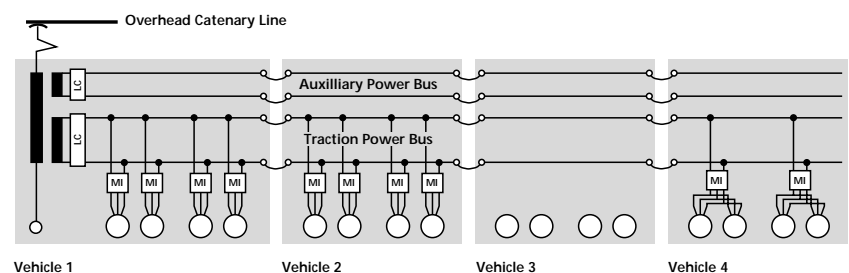 Overhead Catenary Line
LC
Auxilliary Power Bus
LC
Traction Power Bus
MI MI MI MI MI MI MI MI MI MI
Vehicle 1 Vehicle 2 Vehicle 3 Vehicle 4